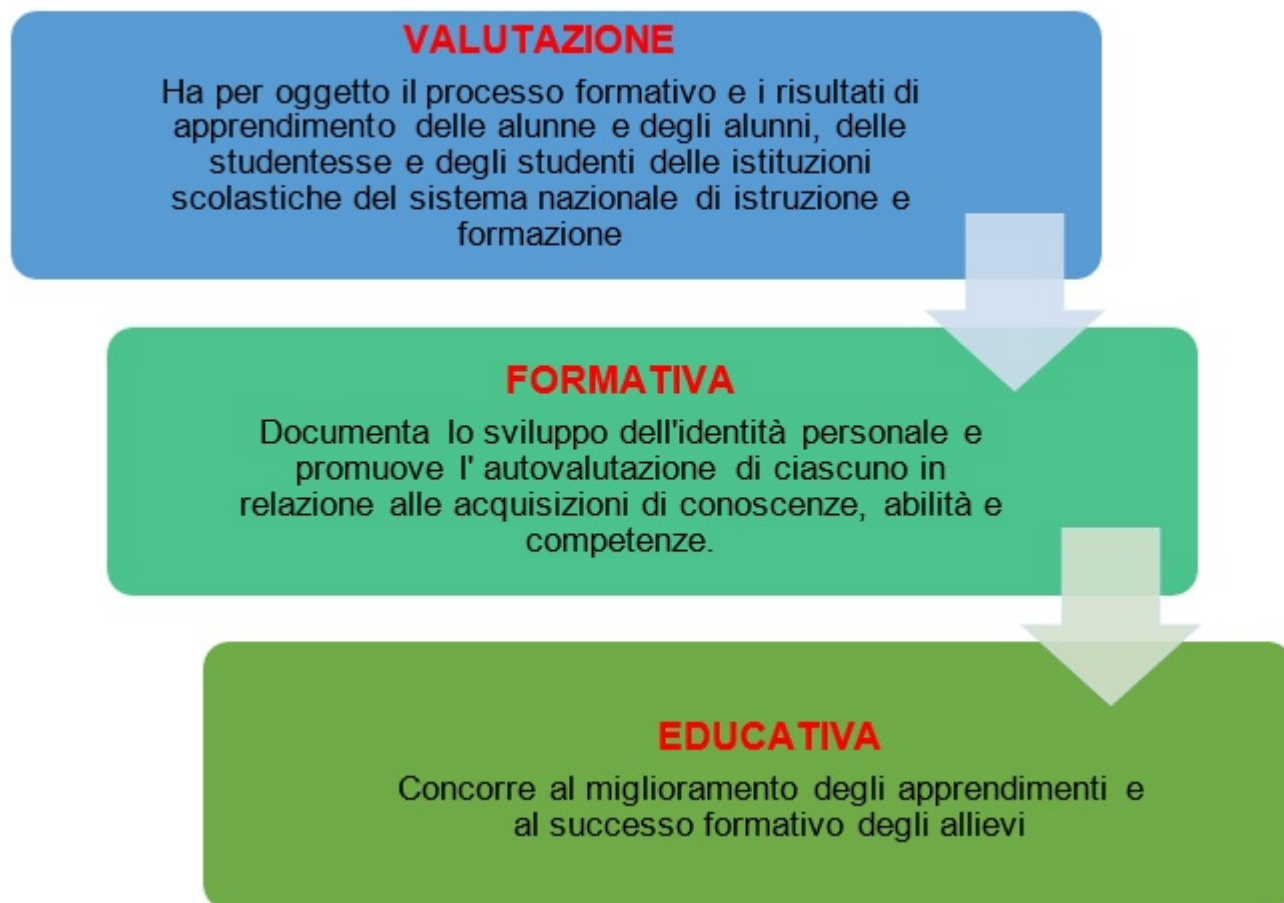 VALUTAZIONE
Ha per oggetto il processo formativo e i risultati di
apprendimento delle alunne e degli alunni, delle
studentesse e degli studenti delle istituzioni
scolastiche del sistema nazionale di istruzione e
formazione
FORMATIVA
Documenta lo sviluppo dell'identità personale e
promuove l' autovalutazione di ciascuno in
relazione alle acquisizioni di conoscenze, abilità e
competenze.
EDUCATIVA
Concorre al miglioramento degli apprendimenti e
al successo formativo degli allievi